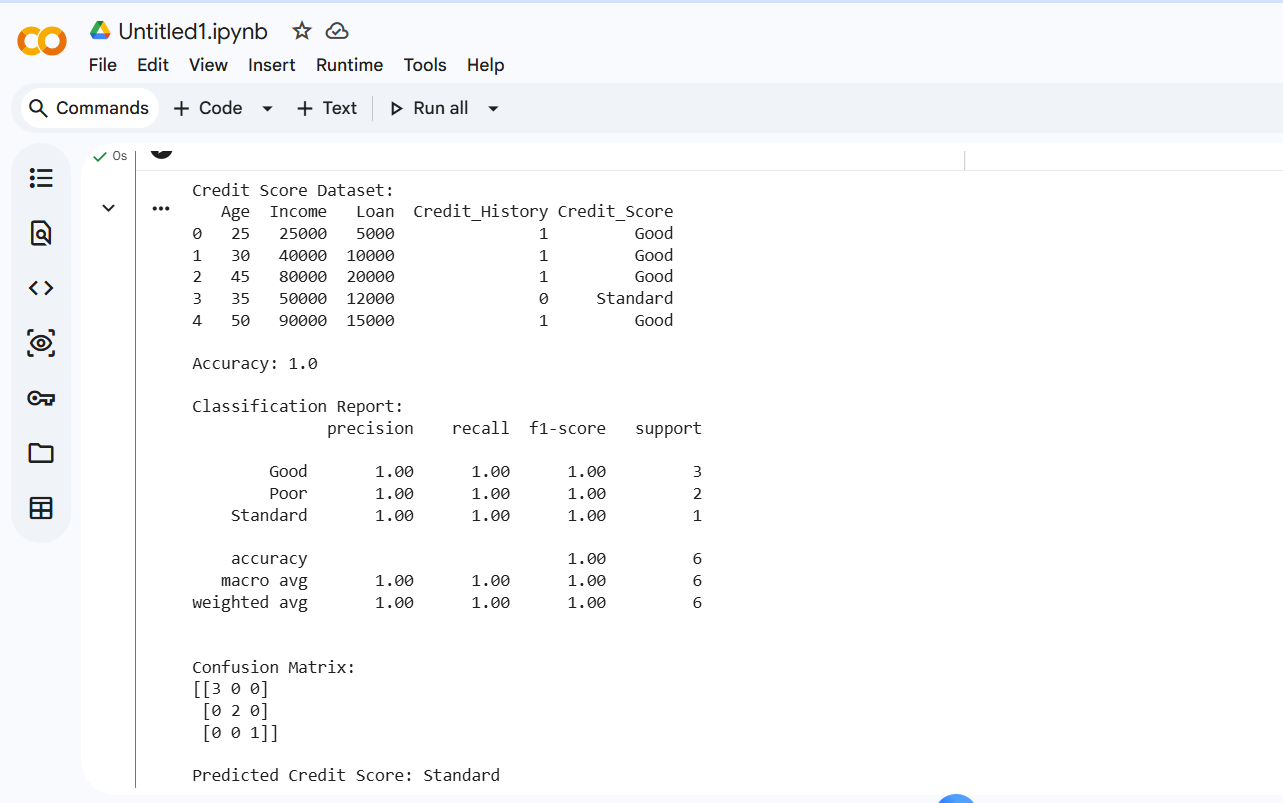 Untitled1.ipynb
File Edit View Insert Runtime Tools Help
Commands + Code + Text Run all
0s
Credit Score Dataset:
   Age  Income   Loan  Credit_History Credit_Score
0   25   25000   5000               1         Good
1   30   40000  10000               1         Good
2   45   80000  20000               1         Good
3   35   50000  12000               0     Standard
4   50   90000  15000               1         Good
Accuracy: 1.0
Classification Report:
              precision    recall  f1-score   support
        Good       1.00      1.00      1.00         3
        Poor       1.00      1.00      1.00         2
    Standard       1.00      1.00      1.00         1
    accuracy                           1.00         6
   macro avg       1.00      1.00      1.00         6
weighted avg       1.00      1.00      1.00         6
Confusion Matrix:
[[3 0 0]
 [0 2 0]
 [0 0 1]]
Predicted Credit Score: Standard